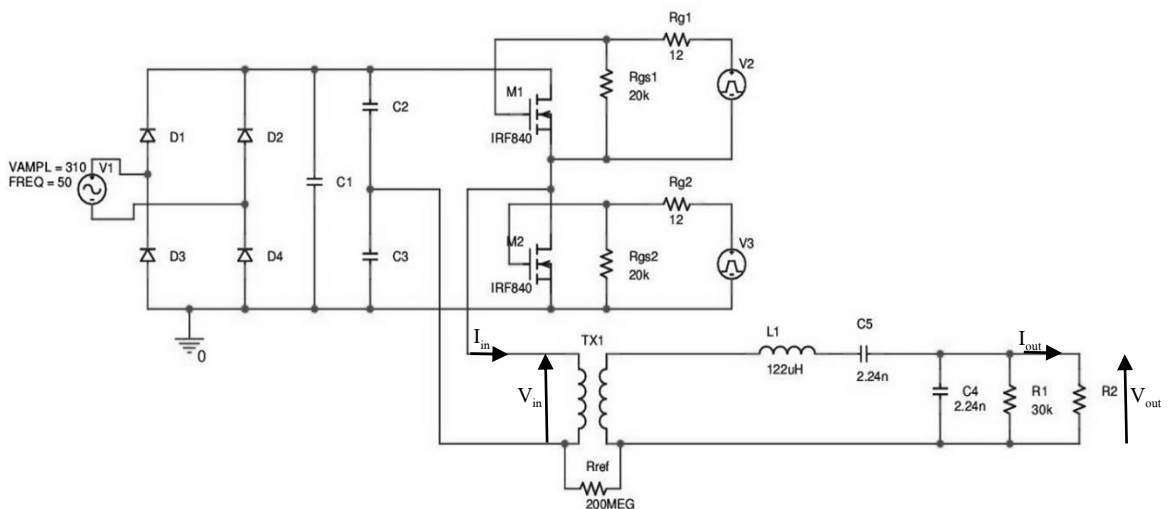 Rg1
12
V2
Rgs1
20k
M1
IRF840
C2
D1
D2
VAMPL = 310
FREQ = 50
V1
C1
Rg2
12
V3
M2
Rgs2
20k
IRF840
D3
D4
C3
0
Iin
TX1
Vin
L1
122uH
C5
2.24n
Iout
C4
2.24n
R1
30k
R2
Vout
Rref
200MEG